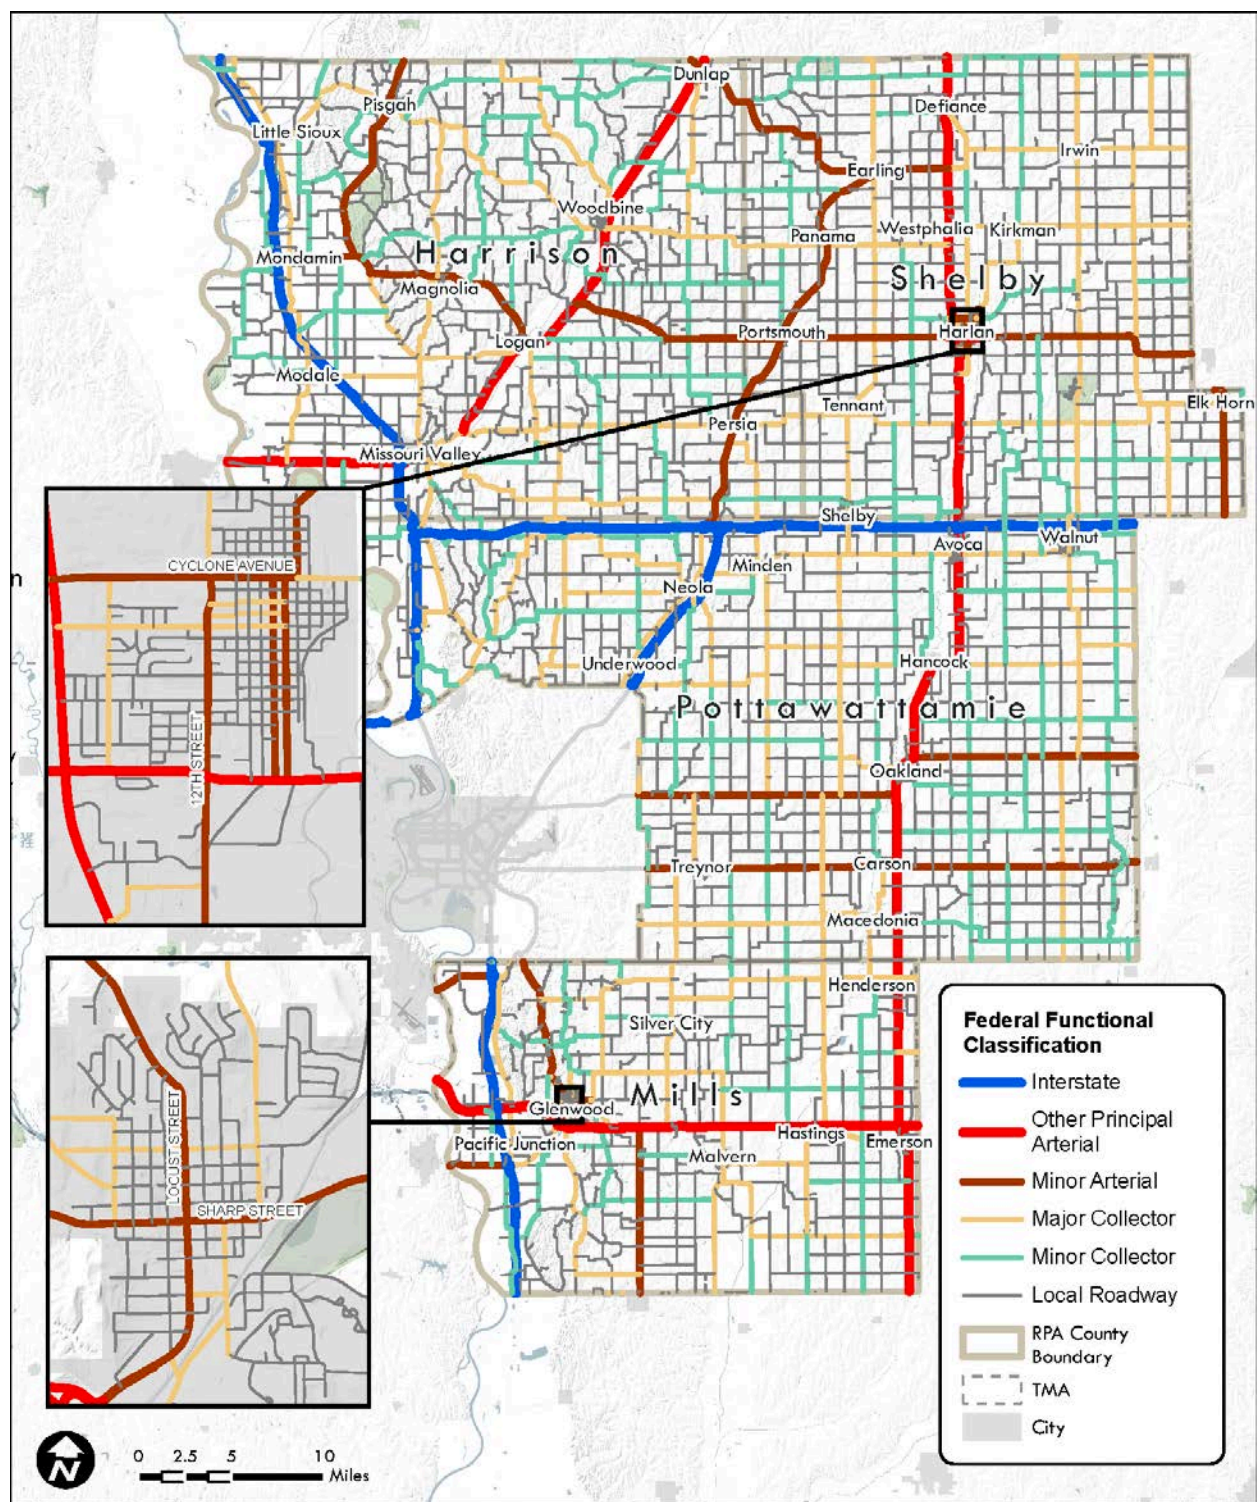 Dunlap
Pisgah
Defiance
Little Sioux
Irwin
Earling
Woodbine
Westphalia
Kirkman
Panama
Harrison
Mondamin
Shelby
Magnolia
Portsmouth
Harlan
Logan
Modale
Tennant
Elk Horn
Persia
Missouri Valley
Shelby
Walnut
Avoca
Minden
Neola
Underwood
Hancock
Pottawattamie
Oakland
Treynor
Carson
Macedonia
Henderson
Silver City
Mills
Glenwood
Hastings
Emerson
Pacific Junction
Malvern
CYCLONE AVENUE
12TH STREET
LOCUST STREET
SHARP STREET
Federal Functional
Classification
Interstate
Other Principal
Arterial
Minor Arterial
Major Collector
Minor Collector
Local Roadway
RPA County
Boundary
TMA
City
N
0 2.5 5 10
Miles